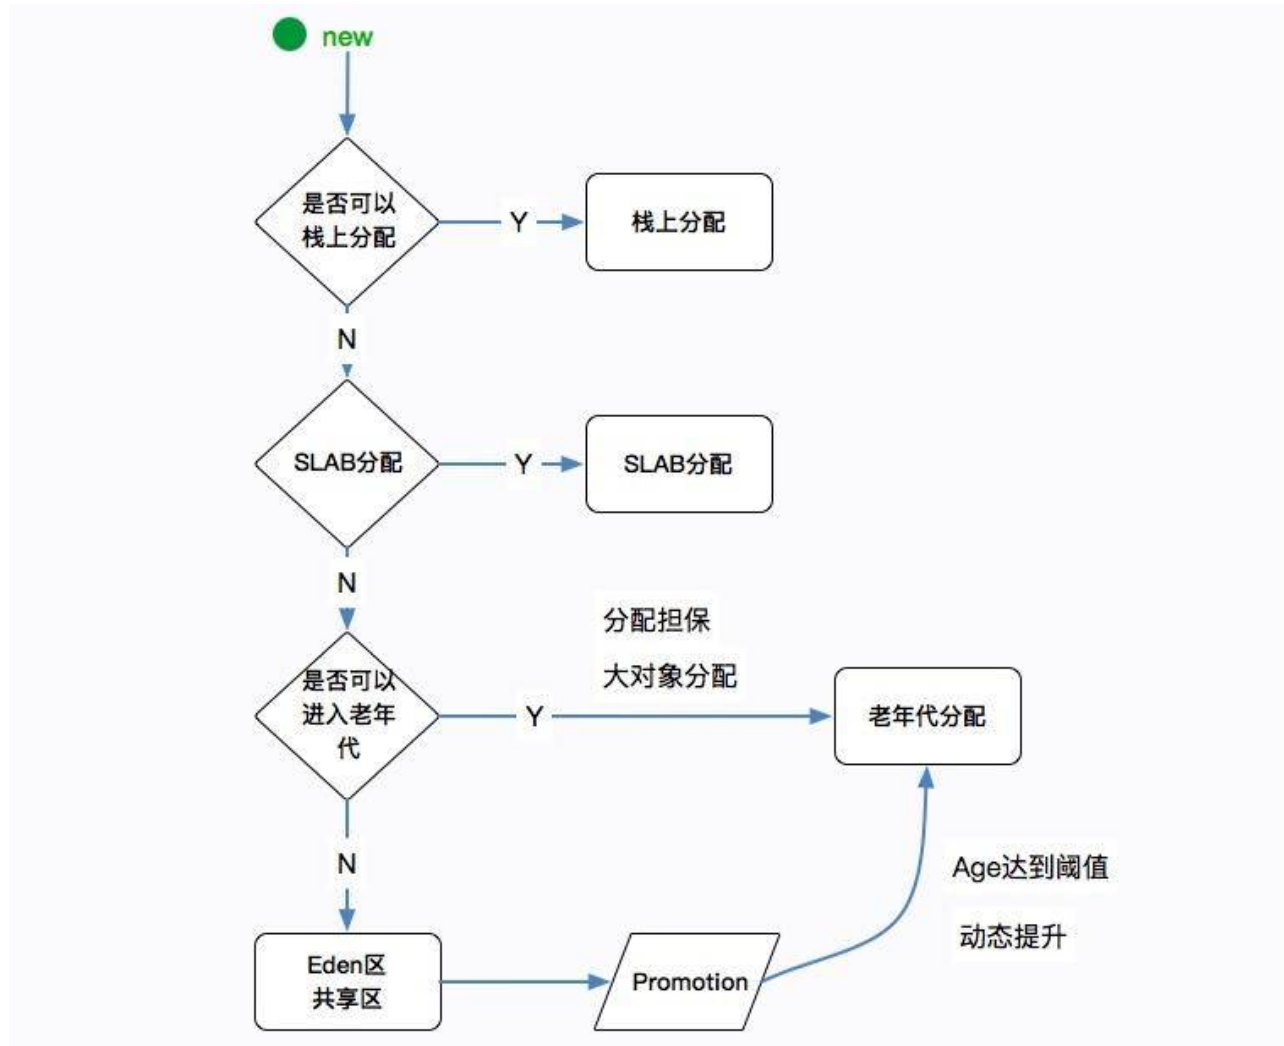 new
是否可以
栈上分配
Y
栈上分配
N
SLAB分配
Y
SLAB分配
N
分配担保
大对象分配
是否可以
进入老年
代
Y
老年代分配
N
Age达到阈值
动态提升
Eden区
共享区
Promotion